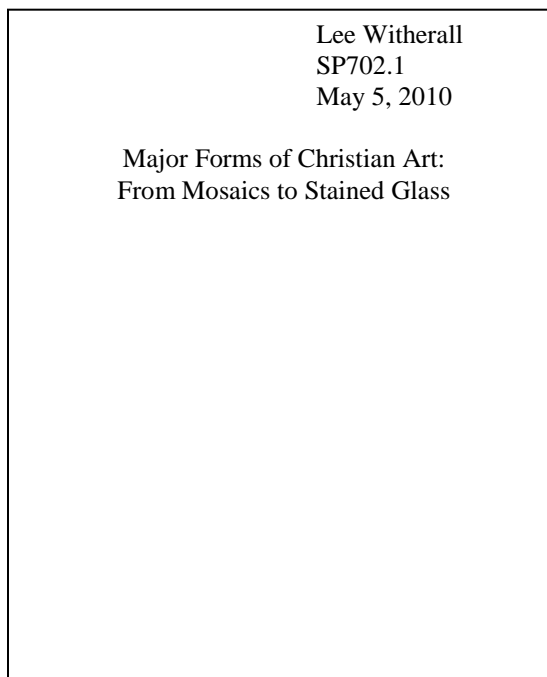 Lee Witherall
SP702.1
May 5, 2010
Major Forms of Christian Art:
From Mosaics to Stained Glass